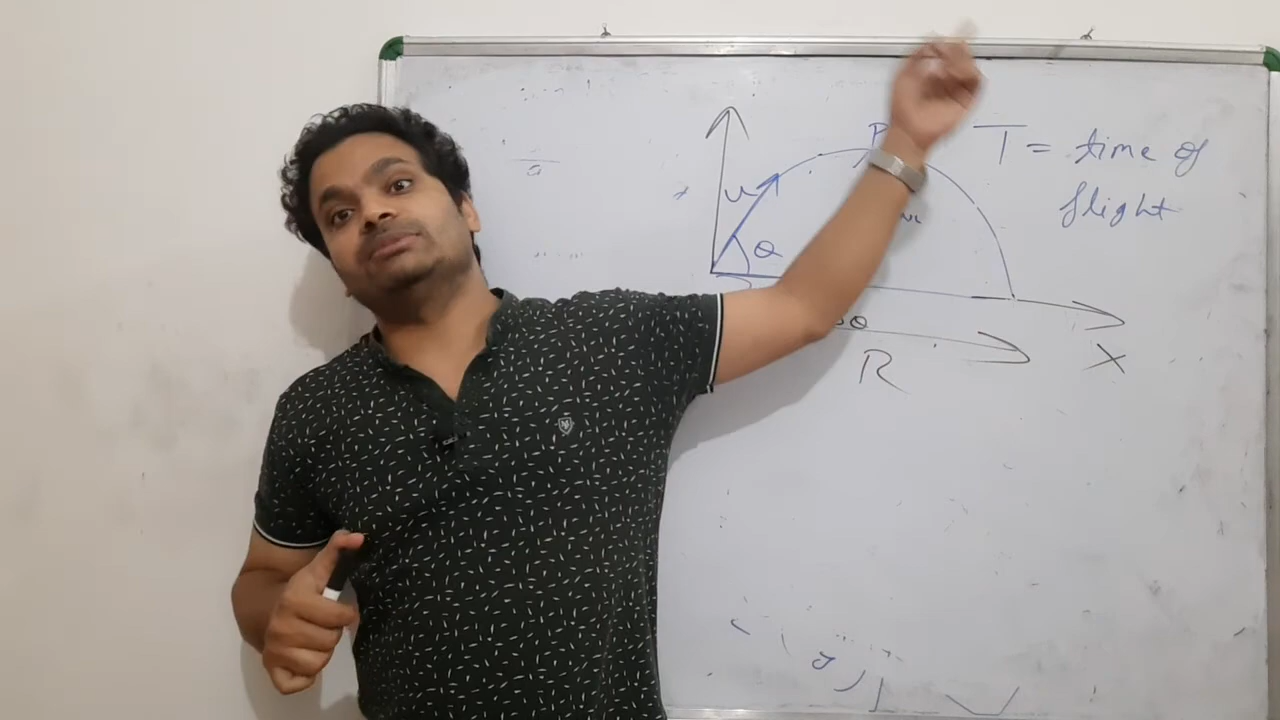 P
T = time of
flight
u
θ
θ
R
X